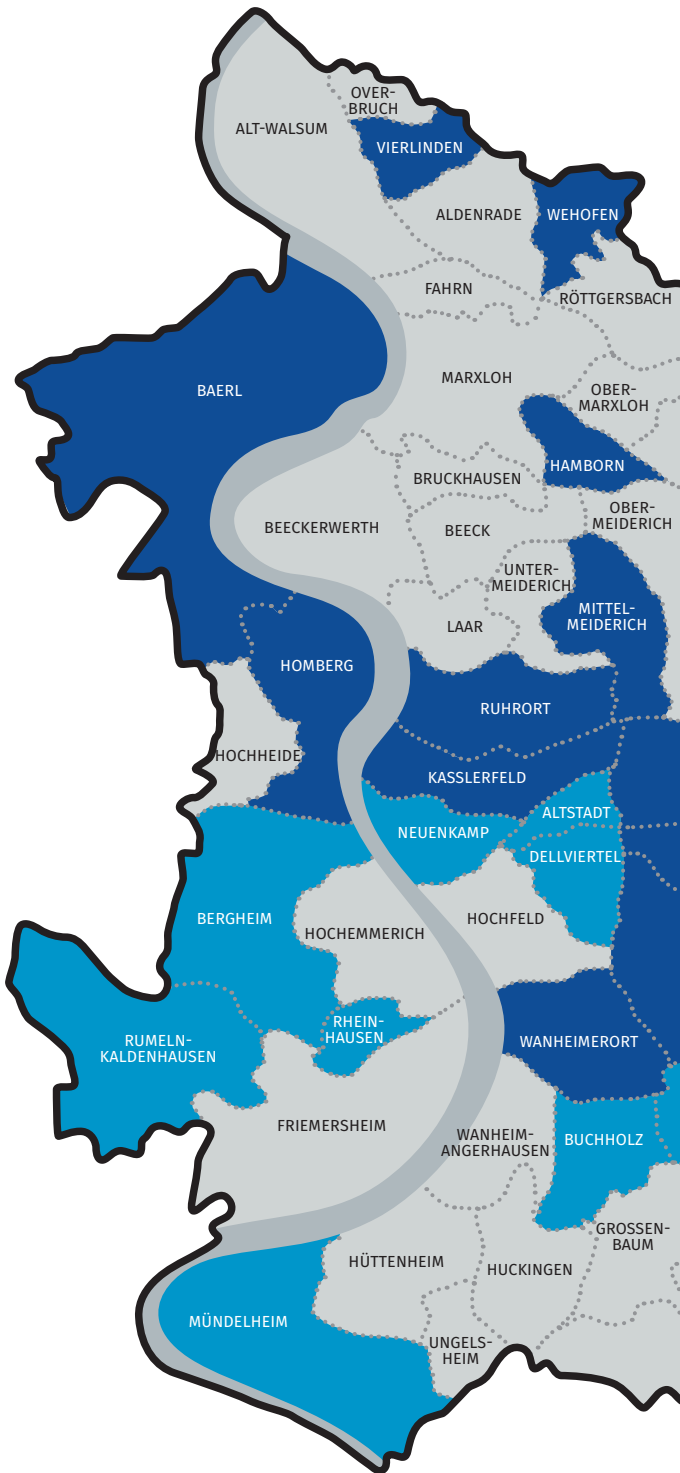 OVER-
BRUCH
ALT-WALSUM
VIERLINDEN
ALDENRADE
WEHOFEN
FAHRN
RÖTTGERSBACH
MARXLOH
BAERL
OBER-
MARXLOH
HAMBORN
BRUCKHAUSEN
OBER-
MEIDERICH
BEECKERWERTH
BEECK
UNTER-
MEIDERICH
MITTEL-
MEIDERICH
LAAR
HOMBERG
RUHRORT
HOCHHEIDE
KASSLERFELD
ALTSTADT
NEUENKAMP
DELLVIERTEL
BERGHEIM
HOCHEMMERICH
HOCHFELD
RHEIN-
HAUSEN
RUMELN-
KALDENHAUSEN
WANHEIMERORT
FRIEMERSHEIM
WANHEIM-
ANGERHAUSEN
BUCHHOLZ
GROSSEN-
BAUM
HÜTTENHEIM
HUCKINGEN
MÜNDELHEIM
UNGELS-
HEIM